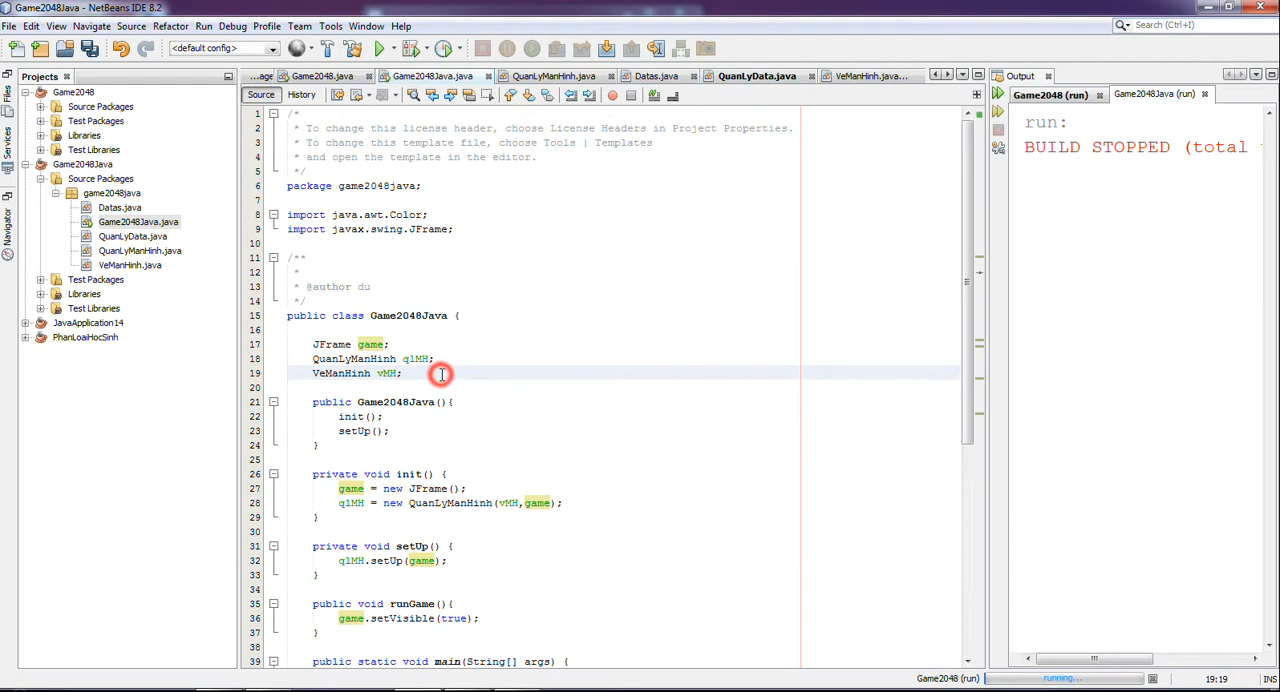 Game2048Java - NetBeans IDE 8.2
File Edit View Navigate Source Refactor Run Debug Profile Team Tools Window Help
Search (Ctrl+I)
<default config>
Projects
Game2048
Source Packages
Test Packages
Libraries
Test Libraries
Game2048Java
Source Packages
game2048java
Datas.java
Game2048Java.java
QuanLyData.java
QuanLyManHinh.java
VeManHinh.java
Test Packages
Libraries
Test Libraries
JavaApplication14
PhanLoaiHocSinh
Files
Services
Navigator
...age Game2048.java Game2048Java.java QuanLyManHinh.java Datas.java QuanLyData.java VeManHinh.java...
Source History
1 /*
2 * To change this license header, choose License Headers in Project Properties.
3 * To change this template file, choose Tools | Templates
4 * and open the template in the editor.
5 */
6 package game2048java;
7
8 import java.awt.Color;
9 import javax.swing.JFrame;
10
11 /**
12 *
13 * @author du
14 */
15 public class Game2048Java {
16
17 JFrame game;
18 QuanLyManHinh qlMH;
19 VeManHinh vMH;
20
21 public Game2048Java(){
22 init();
23 setUp();
24 }
25
26 private void init() {
27 game = new JFrame();
28 qlMH = new QuanLyManHinh(vMH,game);
29 }
30
31 private void setUp() {
32 qlMH.setUp(game);
33 }
34
35 public void runGame(){
36 game.setVisible(true);
37 }
38
39 public static void main(String[] args) {
Output
Game2048 (run) Game2048Java (run)
run:
BUILD STOPPED (total
Game2048 (run) running... 19:19 INS